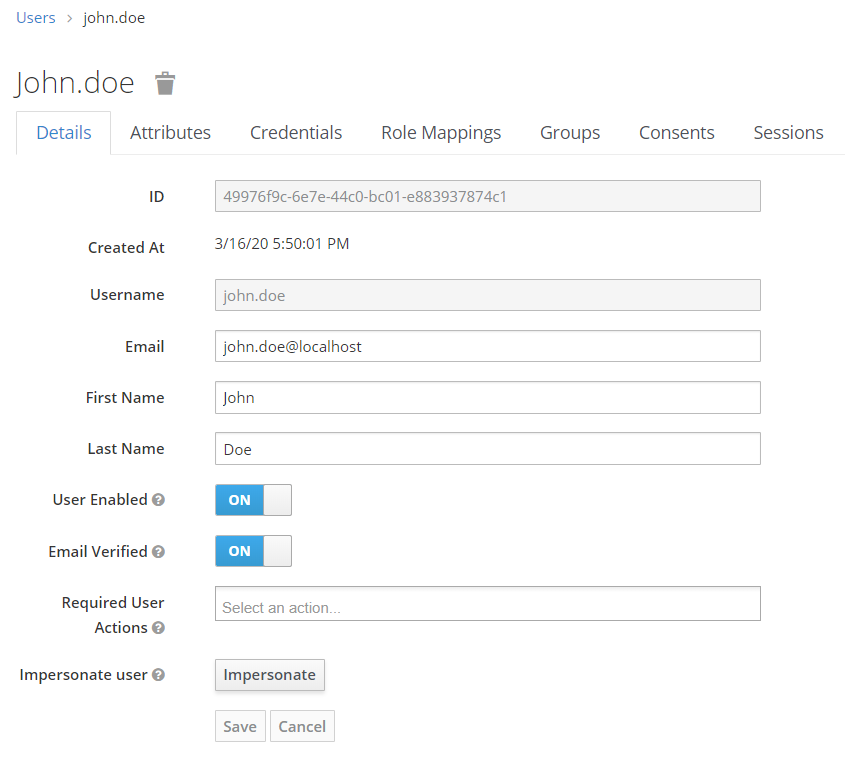 Users > john.doe
John.doe
Details Attributes Credentials Role Mappings Groups Consents Sessions
ID 49976f9c-6e7e-44c0-bc01-e883937874c1
Created At 3/16/20 5:50:01 PM
Username john.doe
Email john.doe@localhost
First Name John
Last Name Doe
User Enabled ? ON
Email Verified ? ON
Required User
Actions ? Select an action...
Impersonate user ? Impersonate
Save Cancel